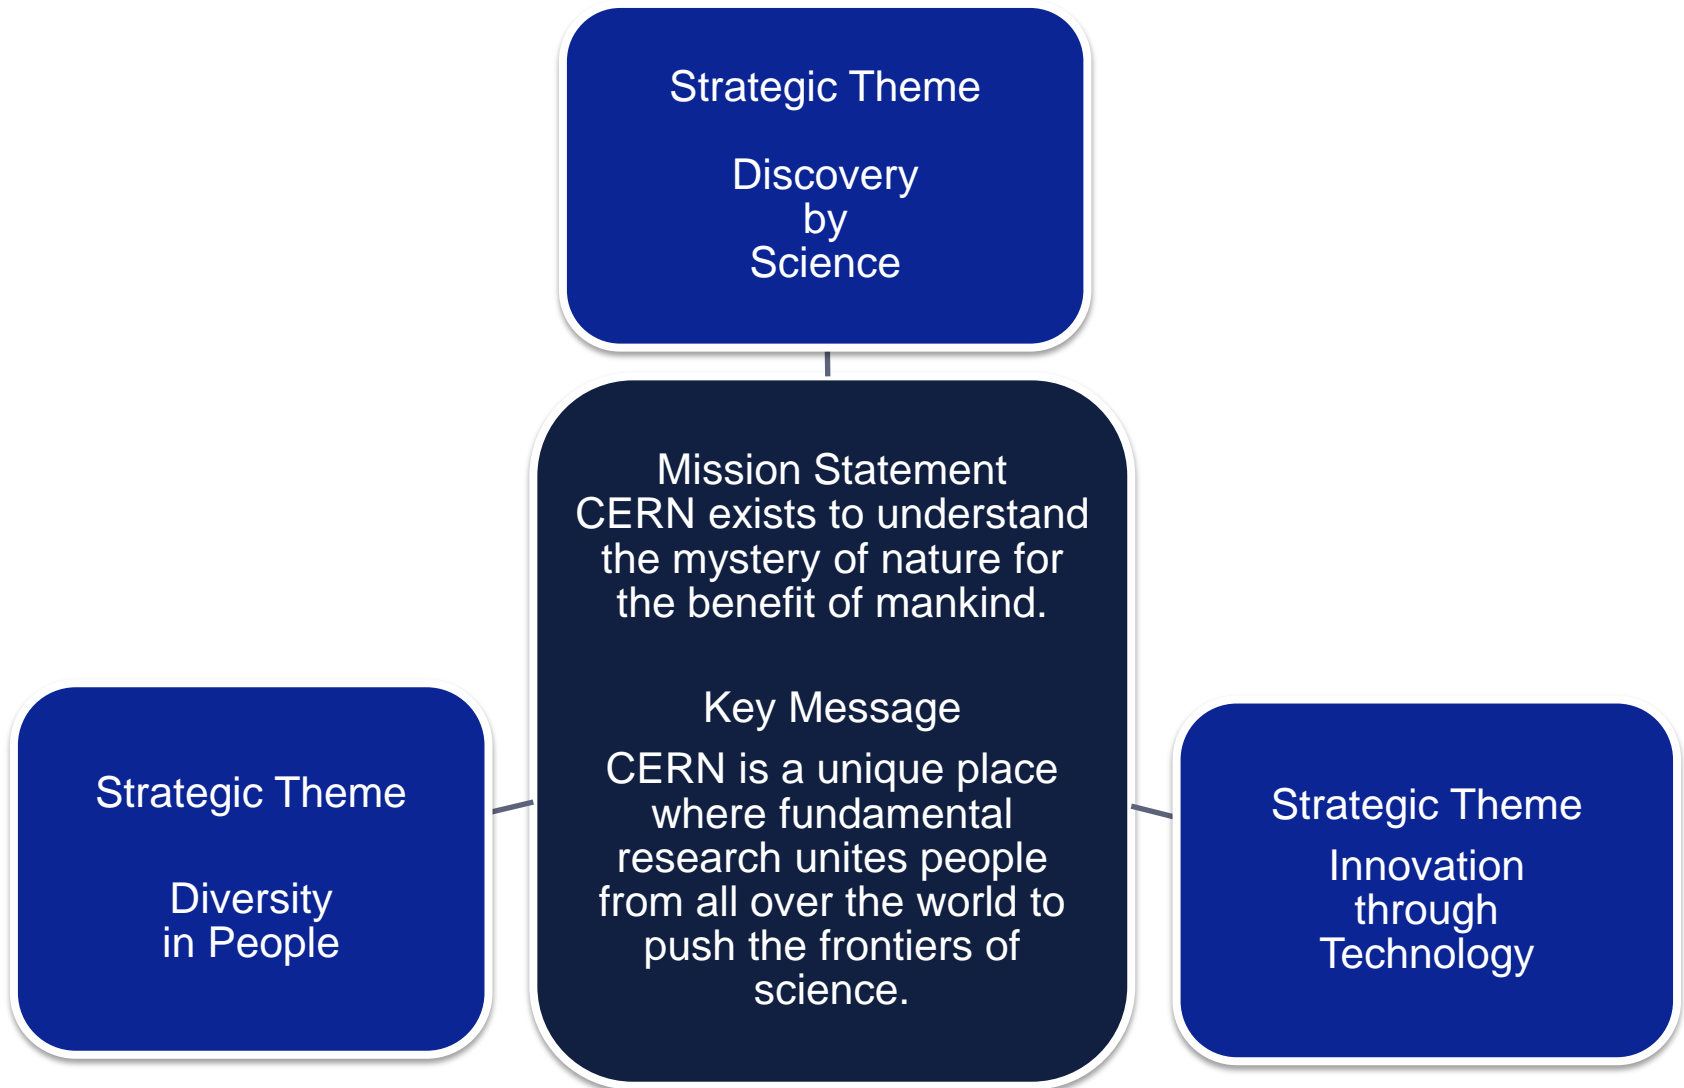 Strategic Theme
Discovery
by
Science
Mission Statement
CERN exists to understand
the mystery of nature for
the benefit of mankind.
Key Message
CERN is a unique place
where fundamental
research unites people
from all over the world to
push the frontiers of
science.
Strategic Theme
Diversity
in People
Strategic Theme
Innovation
through
Technology